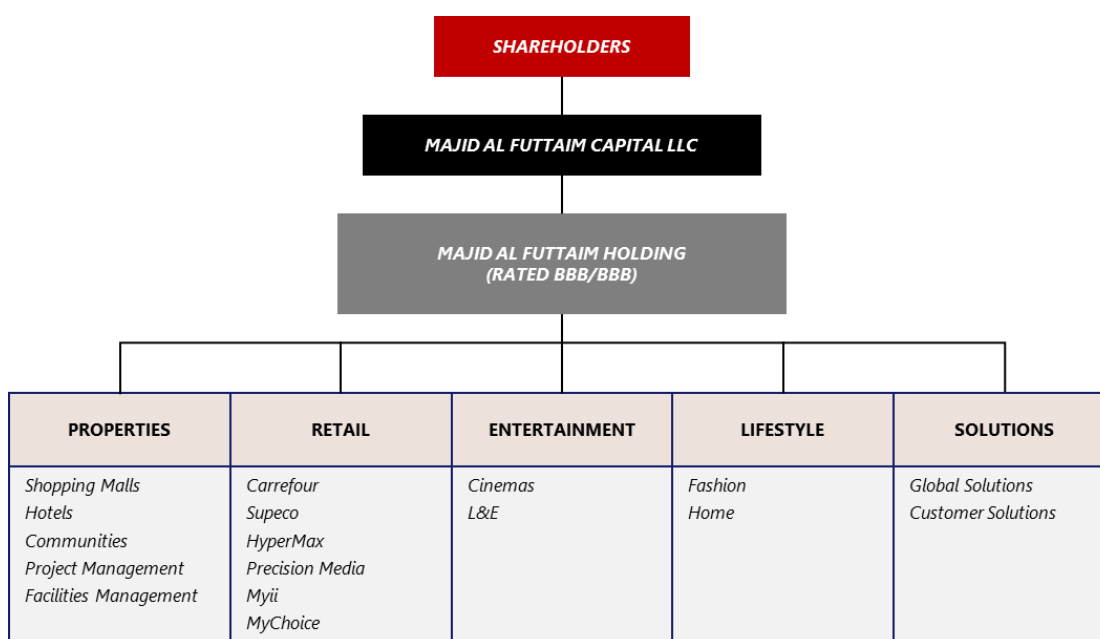 SHAREHOLDERS
MAJID AL FUTTAIM CAPITAL LLC
MAJID AL FUTTAIM HOLDING
(RATED BBB/BBB)
PROPERTIES
Shopping Malls
Hotels
Communities
Project Management
Facilities Management
RETAIL
Carrefour
Supeco
HyperMax
Precision Media
Myii
MyChoice
ENTERTAINMENT
Cinemas
L&E
LIFESTYLE
Fashion
Home
SOLUTIONS
Global Solutions
Customer Solutions